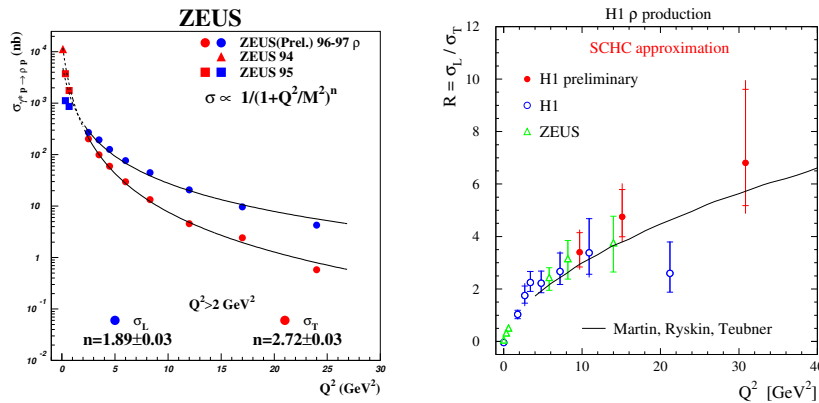 ZEUS
ZEUS(Prel.) 96-97 ρ
ZEUS 94
ZEUS 95
σ ∝ 1/(1+Q²/M²)ⁿ
σγ* p→ ρ p (nb)
10⁴
10³
10²
10
1
10⁻¹
10⁻²
Q²>2 GeV²
σL
n=1.89±0.03
σT
n=2.72±0.03
0 5 10 15 20 25 30
Q² (GeV²)
H1 ρ production
R = σL / σT
SCHC approximation
H1 preliminary
H1
ZEUS
12
10
8
6
4
2
0
Martin, Ryskin, Teubner
0 10 20 30 40
Q² [GeV²]